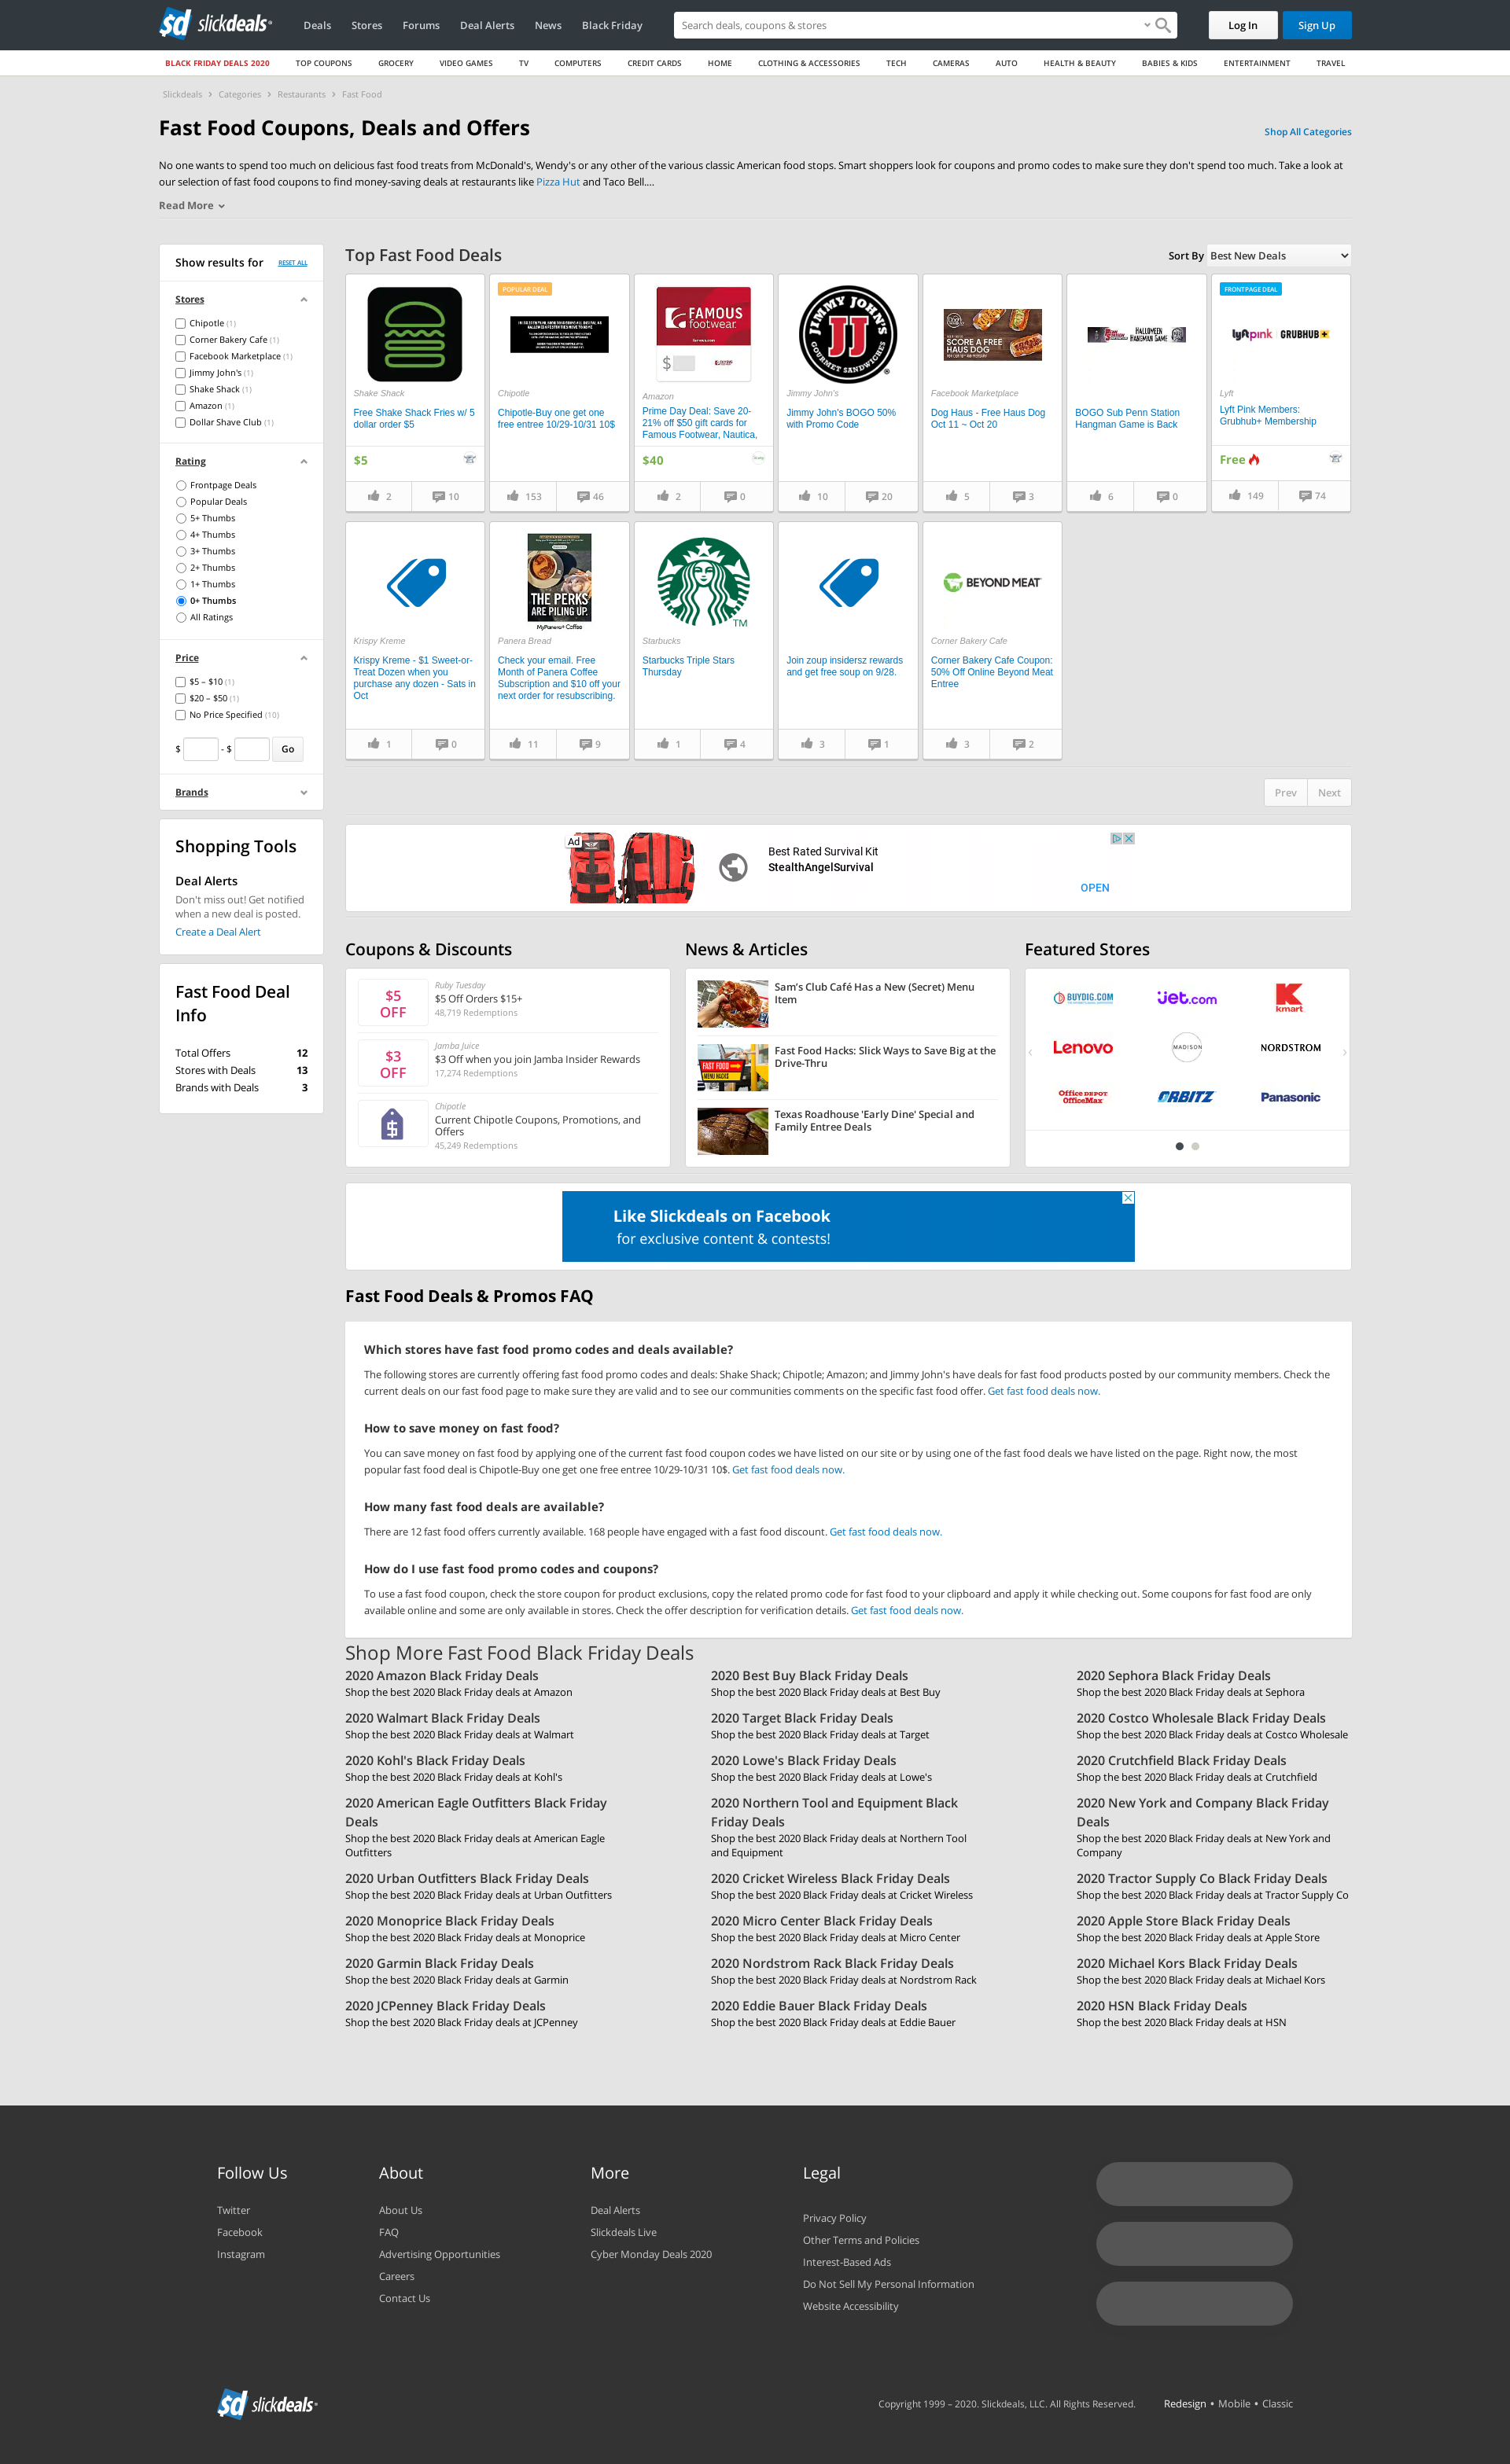 sd slickdeals
Deals Stores Forums Deal Alerts News Black Friday
Search deals, coupons & stores
Log In Sign Up
BLACK FRIDAY DEALS 2020 TOP COUPONS GROCERY VIDEO GAMES TV COMPUTERS CREDIT CARDS HOME CLOTHING & ACCESSORIES TECH CAMERAS AUTO HEALTH & BEAUTY BABIES & KIDS ENTERTAINMENT TRAVEL
Slickdeals › Categories › Restaurants › Fast Food
Fast Food Coupons, Deals and Offers
Shop All Categories
No one wants to spend too much on delicious fast food treats from McDonald's, Wendy's or any other of the various classic American food stops. Smart shoppers look for coupons and promo codes to make sure they don't spend too much. Take a look at
our selection of fast food coupons to find money-saving deals at restaurants like Pizza Hut and Taco Bell....
Read More
Show results for RESET ALL
Stores
Chipotle (1)
Corner Bakery Cafe (1)
Facebook Marketplace (1)
Jimmy John's (1)
Shake Shack (1)
Amazon (1)
Dollar Shave Club (1)
Rating
Frontpage Deals
Popular Deals
5+ Thumbs
4+ Thumbs
3+ Thumbs
2+ Thumbs
1+ Thumbs
0+ Thumbs
All Ratings
Price
$5 – $10 (1)
$20 – $50 (1)
No Price Specified (10)
$ - $ Go
Brands
Shopping Tools
Deal Alerts
Don't miss out! Get notified
when a new deal is posted.
Create a Deal Alert
Fast Food Deal
Info
Total Offers 12
Stores with Deals 13
Brands with Deals 3
Top Fast Food Deals
Sort By Best New Deals
Shake Shack
Free Shake Shack Fries w/ 5
dollar order $5
$5
2 10
POPULAR DEAL
Chipotle
Chipotle-Buy one get one
free entree 10/29-10/31 10$
153 46
FAMOUS
footwear.
$
Amazon
Prime Day Deal: Save 20-
21% off $50 gift cards for
Famous Footwear, Nautica,
$40
2 0
JIMMY JOHN'S
JJ
GOURMET SANDWICHES
Jimmy John's
Jimmy John's BOGO 50%
with Promo Code
10 20
SCORE A FREE
HAUS DOG
Facebook Marketplace
Dog Haus - Free Haus Dog
Oct 11 ~ Oct 20
5 3
HALLOWEEN
HANGMAN GAME
BOGO Sub Penn Station
Hangman Game is Back
6 0
FRONTPAGE DEAL
lyft pink GRUBHUB+
Lyft
Lyft Pink Members:
Grubhub+ Membership
Free
149 74
Krispy Kreme
Krispy Kreme - $1 Sweet-or-
Treat Dozen when you
purchase any dozen - Sats in
Oct
1 0
THE PERKS
ARE PILING UP.
MyPanera+ Coffee
Panera Bread
Check your email. Free
Month of Panera Coffee
Subscription and $10 off your
next order for resubscribing.
11 9
TM
Starbucks
Starbucks Triple Stars
Thursday
1 4
Join zoup insidersz rewards
and get free soup on 9/28.
3 1
BEYOND MEAT
Corner Bakery Cafe
Corner Bakery Cafe Coupon:
50% Off Online Beyond Meat
Entree
3 2
Prev Next
Ad
Best Rated Survival Kit
StealthAngelSurvival
OPEN
Coupons & Discounts
$5
OFF
Ruby Tuesday
$5 Off Orders $15+
48,719 Redemptions
$3
OFF
Jamba Juice
$3 Off when you join Jamba Insider Rewards
17,274 Redemptions
Chipotle
Current Chipotle Coupons, Promotions, and
Offers
45,249 Redemptions
News & Articles
Sam's Club Café Has a New (Secret) Menu
Item
FAST FOOD
MENU HACKS
Fast Food Hacks: Slick Ways to Save Big at the
Drive-Thru
Texas Roadhouse 'Early Dine' Special and
Family Entree Deals
Featured Stores
BUYDIG.COM jet.com kmart
Lenovo MADISON NORDSTROM
Office DEPOT OfficeMax ORBITZ Panasonic
Like Slickdeals on Facebook
for exclusive content & contests!
Fast Food Deals & Promos FAQ
Which stores have fast food promo codes and deals available?
The following stores are currently offering fast food promo codes and deals: Shake Shack; Chipotle; Amazon; and Jimmy John's have deals for fast food products posted by our community members. Check the
current deals on our fast food page to make sure they are valid and to see our communities comments on the specific fast food offer. Get fast food deals now.
How to save money on fast food?
You can save money on fast food by applying one of the current fast food coupon codes we have listed on our site or by using one of the fast food deals we have listed on the page. Right now, the most
popular fast food deal is Chipotle-Buy one get one free entree 10/29-10/31 10$. Get fast food deals now.
How many fast food deals are available?
There are 12 fast food offers currently available. 168 people have engaged with a fast food discount. Get fast food deals now.
How do I use fast food promo codes and coupons?
To use a fast food coupon, check the store coupon for product exclusions, copy the related promo code for fast food to your clipboard and apply it while checking out. Some coupons for fast food are only
available online and some are only available in stores. Check the offer description for verification details. Get fast food deals now.
Shop More Fast Food Black Friday Deals
2020 Amazon Black Friday Deals
Shop the best 2020 Black Friday deals at Amazon
2020 Best Buy Black Friday Deals
Shop the best 2020 Black Friday deals at Best Buy
2020 Sephora Black Friday Deals
Shop the best 2020 Black Friday deals at Sephora
2020 Walmart Black Friday Deals
Shop the best 2020 Black Friday deals at Walmart
2020 Target Black Friday Deals
Shop the best 2020 Black Friday deals at Target
2020 Costco Wholesale Black Friday Deals
Shop the best 2020 Black Friday deals at Costco Wholesale
2020 Kohl's Black Friday Deals
Shop the best 2020 Black Friday deals at Kohl's
2020 Lowe's Black Friday Deals
Shop the best 2020 Black Friday deals at Lowe's
2020 Crutchfield Black Friday Deals
Shop the best 2020 Black Friday deals at Crutchfield
2020 American Eagle Outfitters Black Friday
Deals
Shop the best 2020 Black Friday deals at American Eagle
Outfitters
2020 Northern Tool and Equipment Black
Friday Deals
Shop the best 2020 Black Friday deals at Northern Tool
and Equipment
2020 New York and Company Black Friday
Deals
Shop the best 2020 Black Friday deals at New York and
Company
2020 Urban Outfitters Black Friday Deals
Shop the best 2020 Black Friday deals at Urban Outfitters
2020 Cricket Wireless Black Friday Deals
Shop the best 2020 Black Friday deals at Cricket Wireless
2020 Tractor Supply Co Black Friday Deals
Shop the best 2020 Black Friday deals at Tractor Supply Co
2020 Monoprice Black Friday Deals
Shop the best 2020 Black Friday deals at Monoprice
2020 Micro Center Black Friday Deals
Shop the best 2020 Black Friday deals at Micro Center
2020 Apple Store Black Friday Deals
Shop the best 2020 Black Friday deals at Apple Store
2020 Garmin Black Friday Deals
Shop the best 2020 Black Friday deals at Garmin
2020 Nordstrom Rack Black Friday Deals
Shop the best 2020 Black Friday deals at Nordstrom Rack
2020 Michael Kors Black Friday Deals
Shop the best 2020 Black Friday deals at Michael Kors
2020 JCPenney Black Friday Deals
Shop the best 2020 Black Friday deals at JCPenney
2020 Eddie Bauer Black Friday Deals
Shop the best 2020 Black Friday deals at Eddie Bauer
2020 HSN Black Friday Deals
Shop the best 2020 Black Friday deals at HSN
Follow Us
Twitter
Facebook
Instagram
About
About Us
FAQ
Advertising Opportunities
Careers
Contact Us
More
Deal Alerts
Slickdeals Live
Cyber Monday Deals 2020
Legal
Privacy Policy
Other Terms and Policies
Interest-Based Ads
Do Not Sell My Personal Information
Website Accessibility
sd slickdeals
Copyright 1999 – 2020. Slickdeals, LLC. All Rights Reserved. Redesign • Mobile • Classic